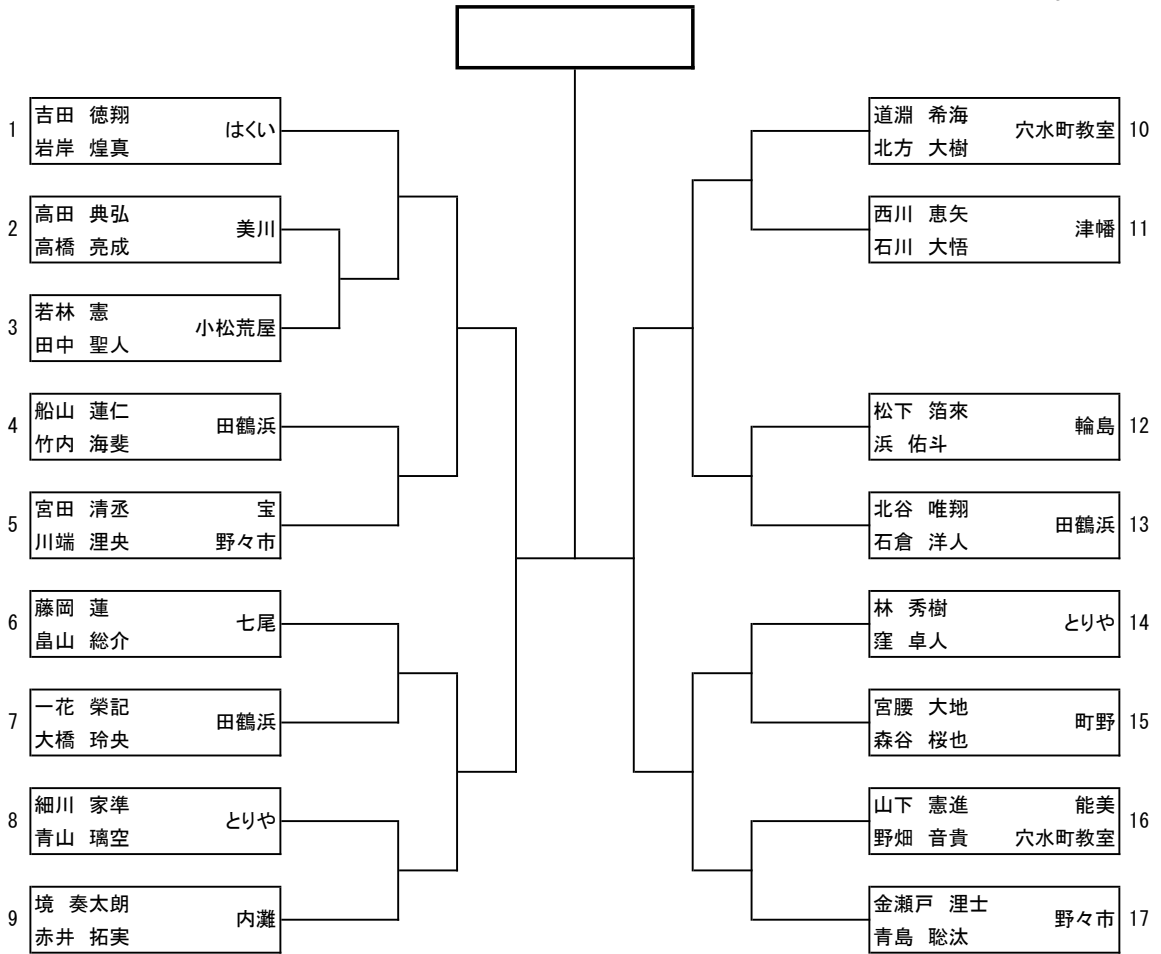 1 吉田 徳翔 はくい
岩岸 煌真
2 高田 典弘 美川
高橋 亮成
3 若林 憲 小松荒屋
田中 聖人
4 船山 蓮仁 田鶴浜
竹内 海斐
5 宮田 清丞 宝
川端 浬央 野々市
6 藤岡 蓮 七尾
畠山 総介
7 一花 榮記 田鶴浜
大橋 玲央
8 細川 家準 とりや
青山 璃空
9 境 奏太朗 内灘
赤井 拓実
道淵 希海 穴水町教室 10
北方 大樹
西川 恵矢 津幡 11
石川 大悟
松下 箔來 輪島 12
浜 佑斗
北谷 唯翔 田鶴浜 13
石倉 洋人
林 秀樹 とりや 14
窪 卓人
宮腰 大地 町野 15
森谷 桜也
山下 憲進 能美 16
野畑 音貴 穴水町教室
金瀬戸 浬士 野々市 17
青島 聡汰